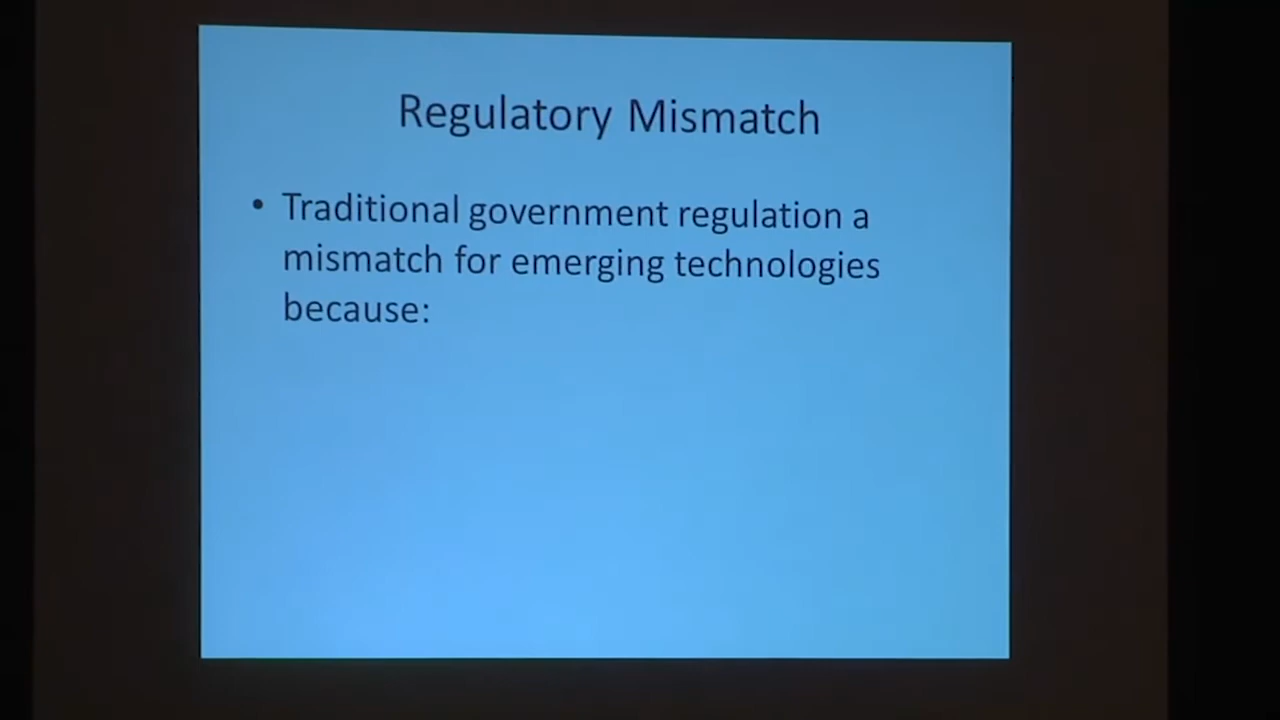 Regulatory Mismatch
• Traditional government regulation a
mismatch for emerging technologies
because: